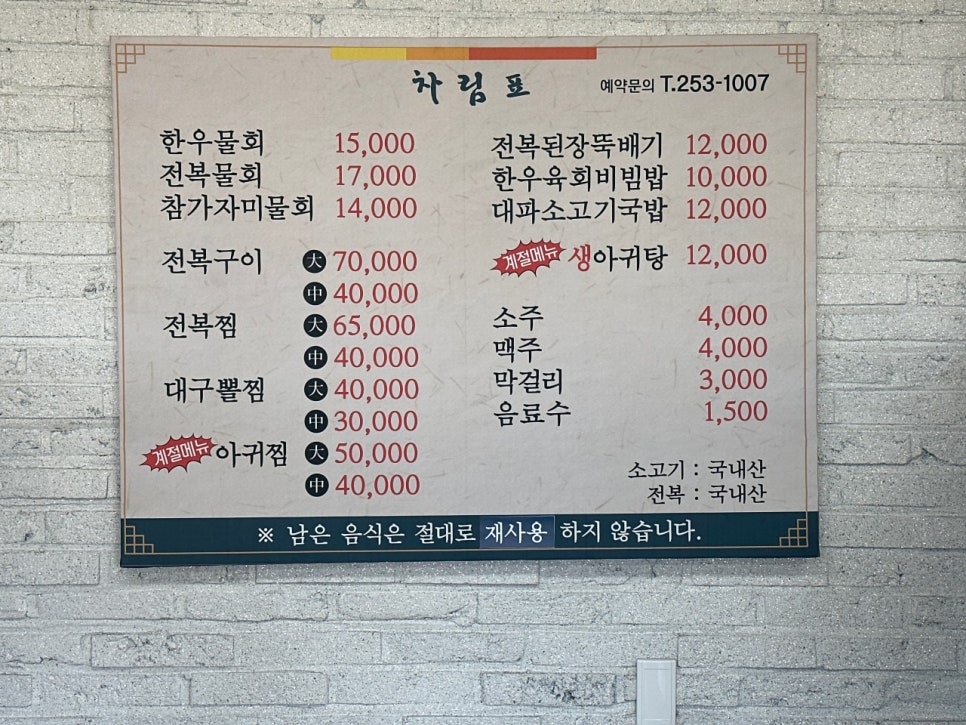 차림표
예약문의 T.253-1007
한우물회 15,000
전복물회 17,000
참가자미물회 14,000
전복구이 大 70,000
中 40,000
전복찜 大 65,000
中 40,000
대구뽈찜 大 40,000
中 30,000
계절메뉴 아귀찜 大 50,000
中 40,000
전복된장뚝배기 12,000
한우육회비빔밥 10,000
대파소고기국밥 12,000
계절메뉴 생아귀탕 12,000
소주 4,000
맥주 4,000
막걸리 3,000
음료수 1,500
소고기 : 국내산
전복 : 국내산
※ 남은 음식은 절대로 재사용 하지 않습니다.